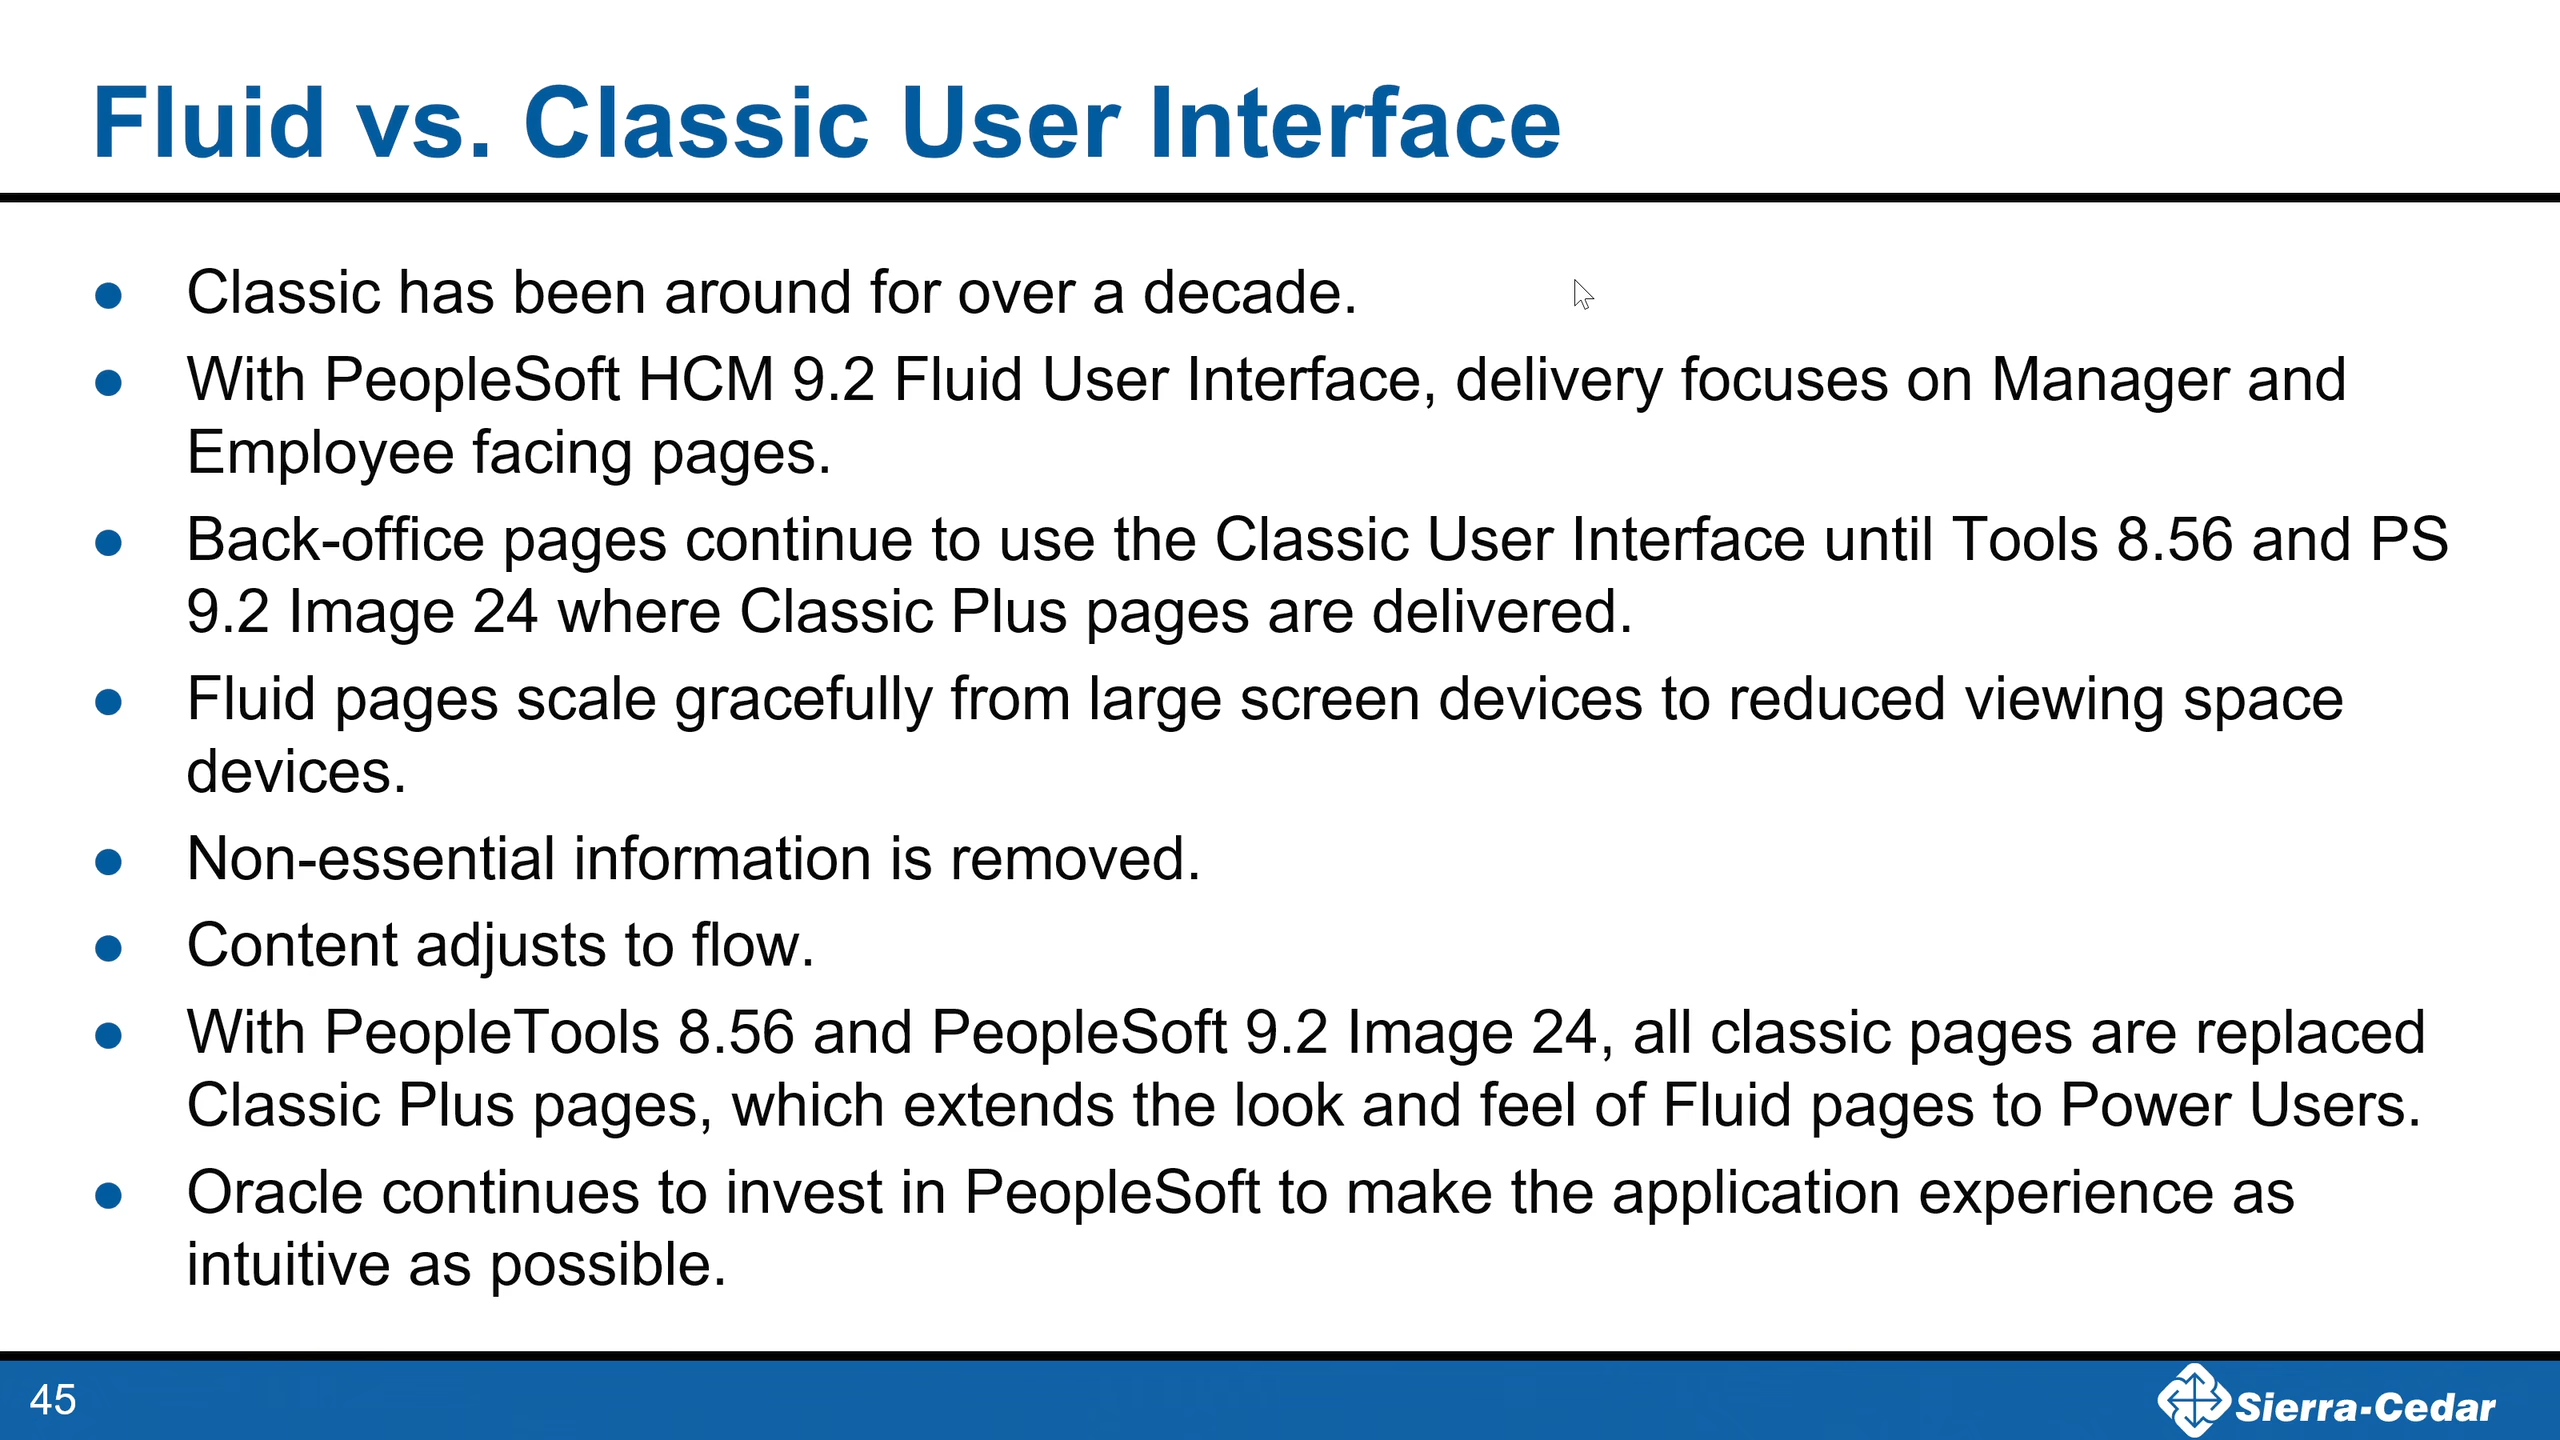 Fluid vs. Classic User Interface
● Classic has been around for over a decade.
● With PeopleSoft HCM 9.2 Fluid User Interface, delivery focuses on Manager and
Employee facing pages.
● Back-office pages continue to use the Classic User Interface until Tools 8.56 and PS
9.2 Image 24 where Classic Plus pages are delivered.
● Fluid pages scale gracefully from large screen devices to reduced viewing space
devices.
● Non-essential information is removed.
● Content adjusts to flow.
● With PeopleTools 8.56 and PeopleSoft 9.2 Image 24, all classic pages are replaced
Classic Plus pages, which extends the look and feel of Fluid pages to Power Users.
● Oracle continues to invest in PeopleSoft to make the application experience as
intuitive as possible.
45
Sierra-Cedar